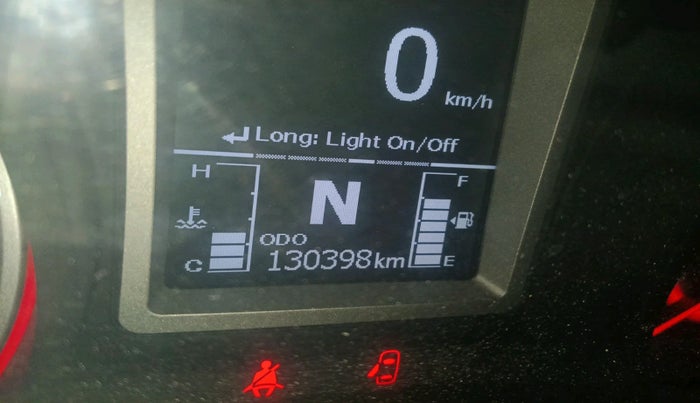 0 km/h
Long: Light On/Off
H F
N
ODO
C 130398km E